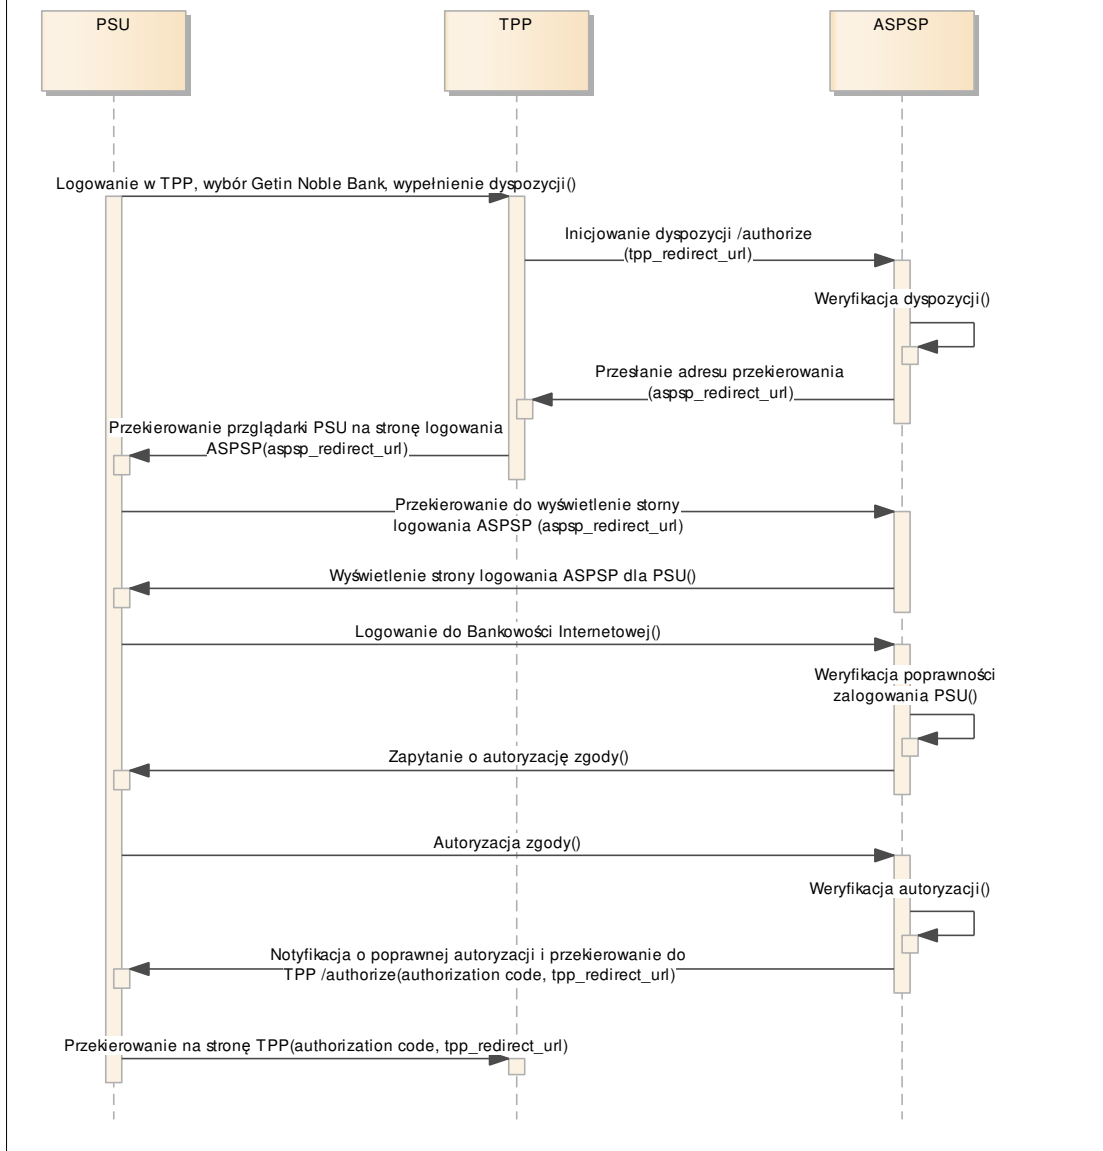 PSU
TPP
ASPSP
Logowanie w TPP, wybór Getin Noble Bank, wypełnienie dyspozycji()
Inicjowanie dyspozycji /authorize
(tpp_redirect_url)
Weryfikacja dyspozycji()
Przesłanie adresu przekierowania
(aspsp_redirect_url)
Przekierowanie przglądarki PSU na stronę logowania
ASPSP(aspsp_redirect_url)
Przekierowanie do wyświetlenie storny
logowania ASPSP (aspsp_redirect_url)
Wyświetlenie strony logowania ASPSP dla PSU()
Logowanie do Bankowości Internetowej()
Weryfikacja poprawności
zalogowania PSU()
Zapytanie o autoryzację zgody()
Autoryzacja zgody()
Weryfikacja autoryzacji()
Notyfikacja o poprawnej autoryzacji i przekierowanie do
TPP /authorize(authorization code, tpp_redirect_url)
Przekierowanie na stronę TPP(authorization code, tpp_redirect_url)